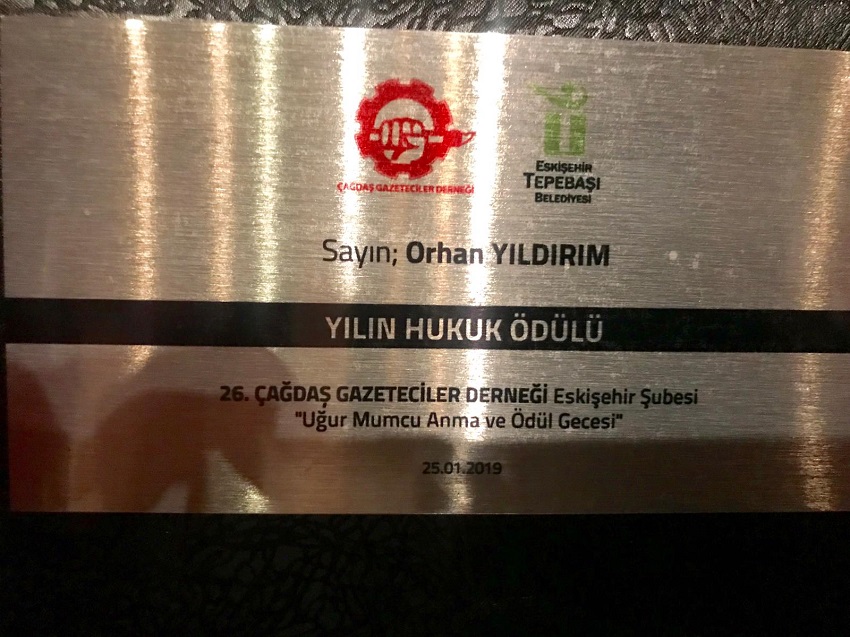 ÇAĞDAŞ GAZETECİLER DERNEĞİ
ESKİŞEHİR
TEPEBAŞI
BELEDİYESİ
Sayın; Orhan YILDIRIM
YILIN HUKUK ÖDÜLÜ
26. ÇAĞDAŞ GAZETECİLER DERNEĞİ Eskişehir Şubesi
"Uğur Mumcu Anma ve Ödül Gecesi"
25.01.2019